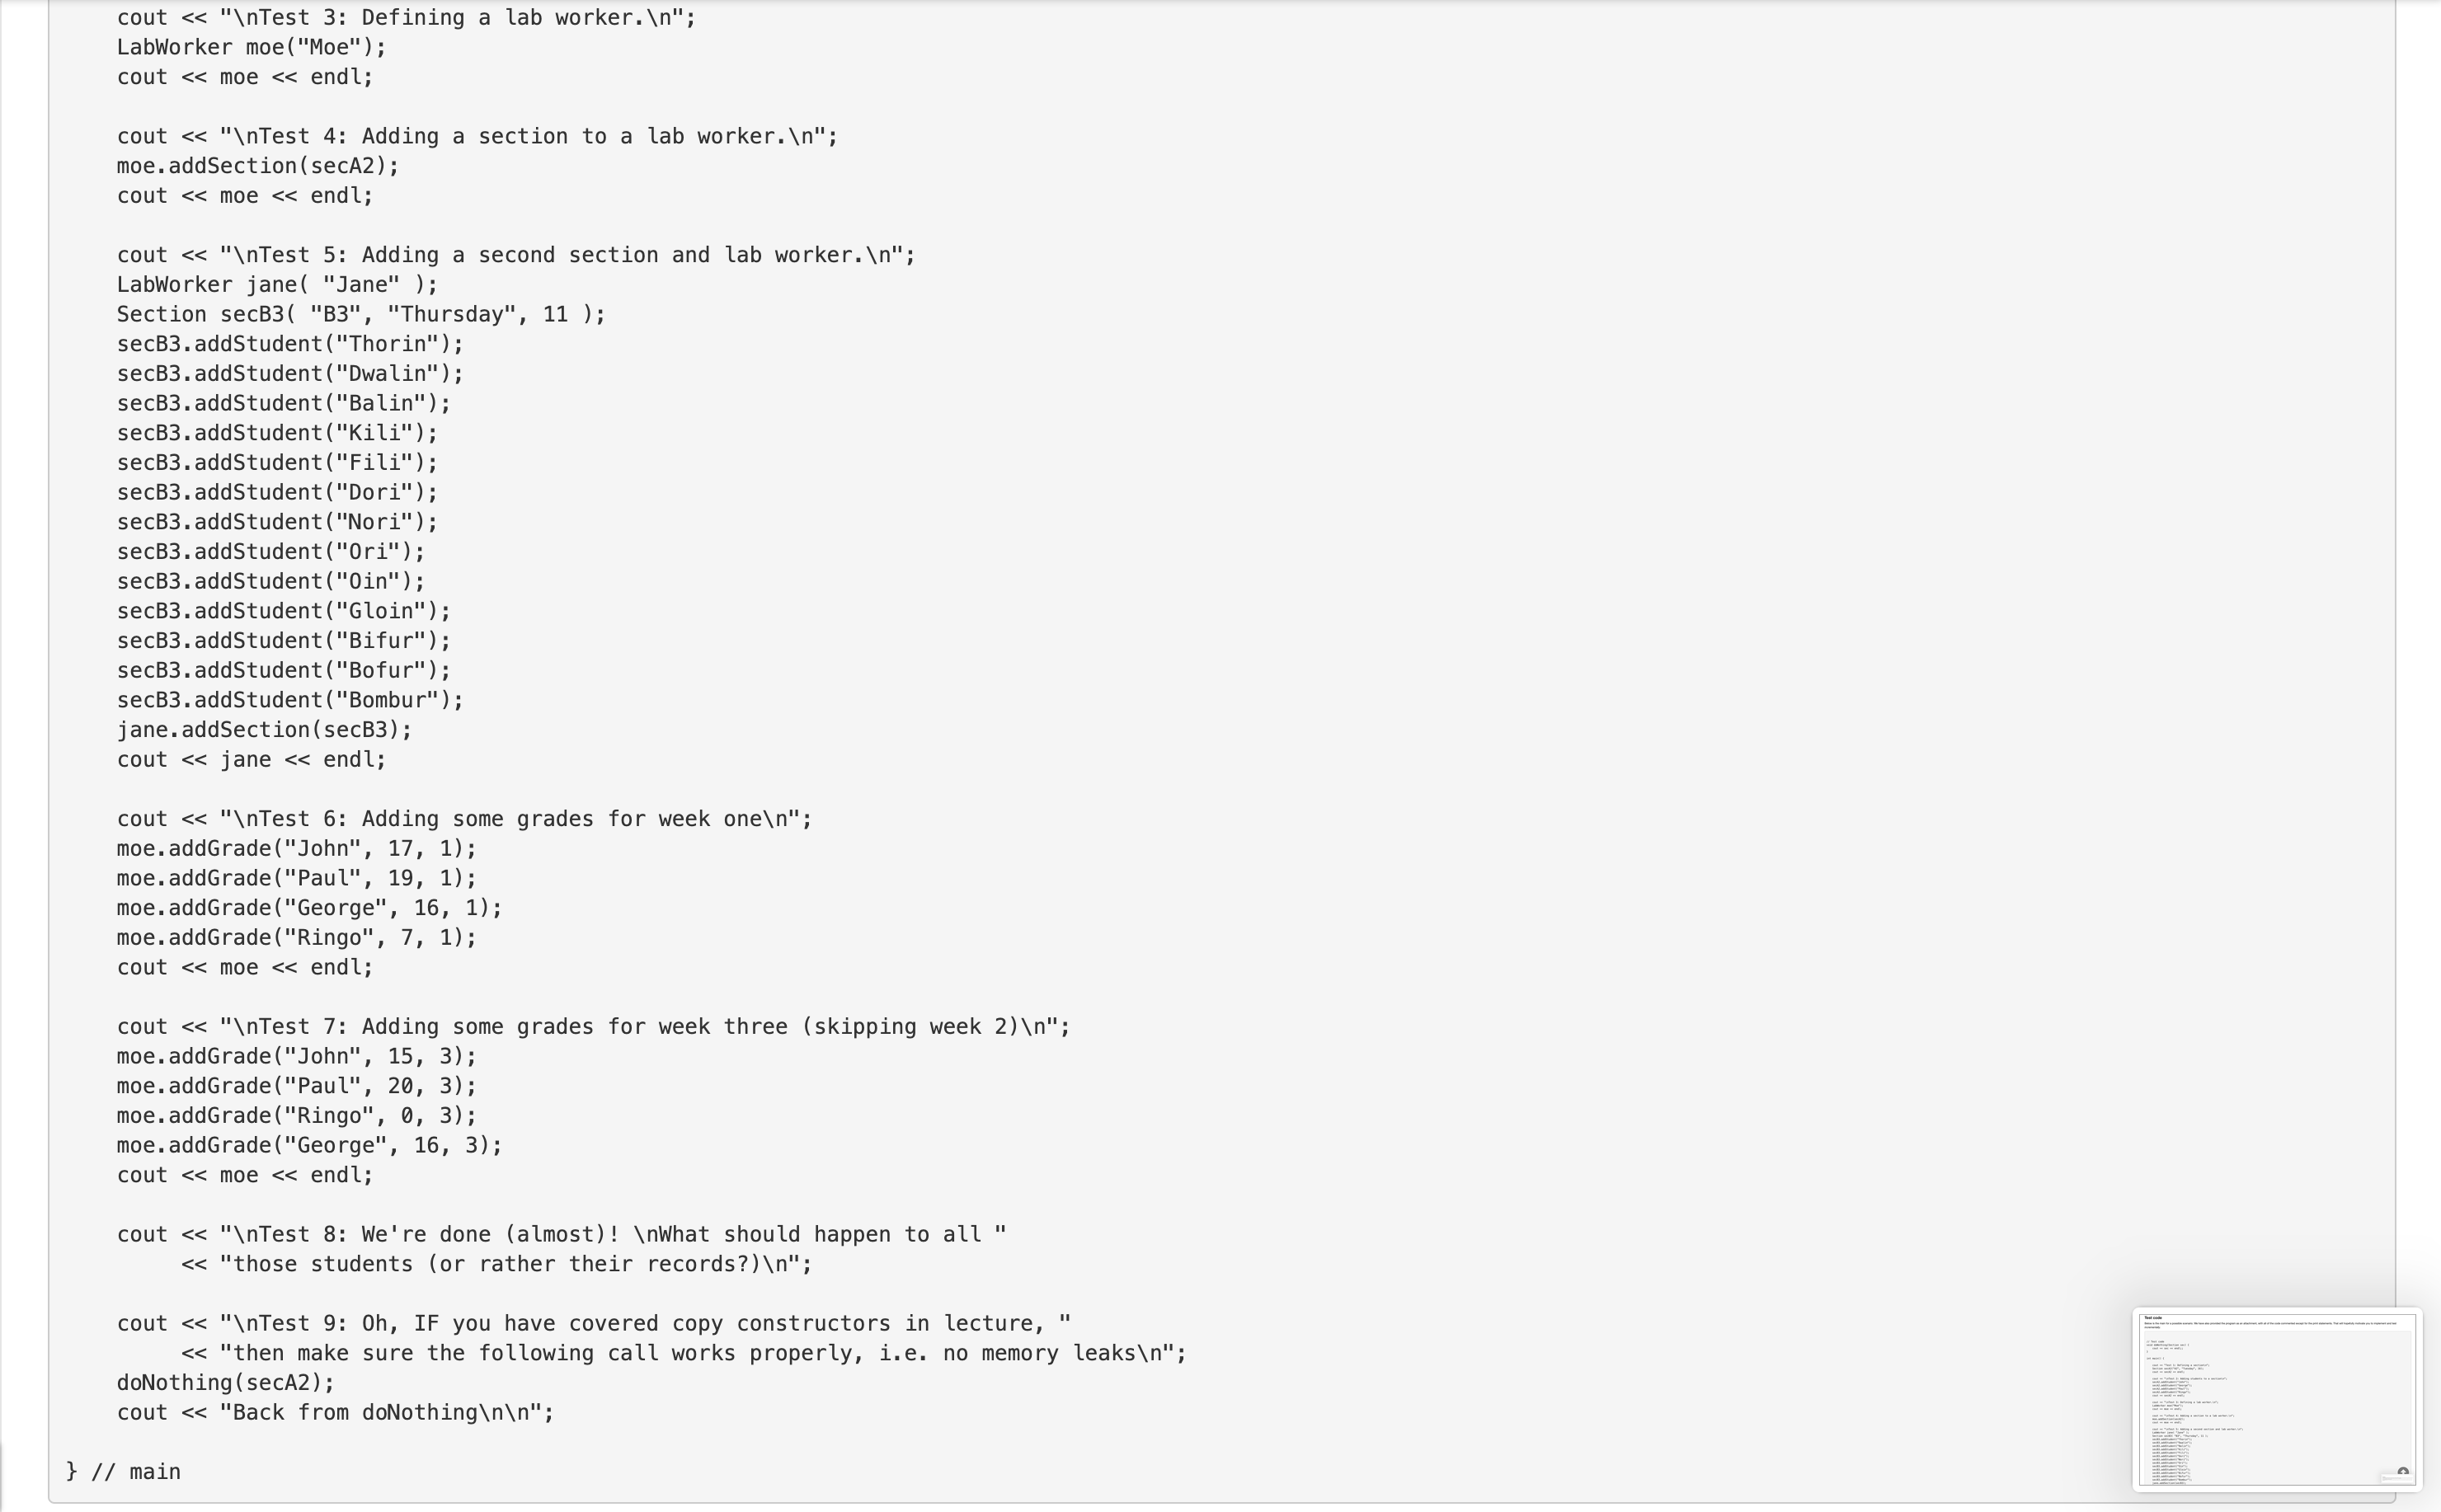 cout << "\nTest 3: Defining a lab worker.\n";
LabWorker moe("Moe");
cout << moe << endl;
cout << "\nTest 4: Adding a section to a lab worker.\n";
moe.addSection(secA2);
cout << moe << endl;
cout << "\nTest 5: Adding a second section and lab worker.\n";
LabWorker jane( "Jane" );
Section secB3( "B3", "Thursday", 11 );
secB3.addStudent("Thorin");
secB3.addStudent("Dwalin");
secB3.addStudent("Balin");
secB3.addStudent("Kili");
secB3.addStudent("Fili");
secB3.addStudent("Dori");
secB3.addStudent("Nori");
secB3.addStudent("Ori");
secB3.addStudent("Oin");
secB3.addStudent("Gloin");
secB3.addStudent("Bifur");
secB3.addStudent("Bofur");
secB3.addStudent("Bombur");
jane.addSection(secB3);
cout << jane << endl;
cout << "\nTest 6: Adding some grades for week one\n";
moe.addGrade("John", 17, 1);
moe.addGrade("Paul", 19, 1);
moe.addGrade("George", 16, 1);
moe.addGrade("Ringo", 7, 1);
cout << moe << endl;
cout << "\nTest 7: Adding some grades for week three (skipping week 2)\n";
moe.addGrade("John", 15, 3);
moe.addGrade("Paul", 20, 3);
moe.addGrade("Ringo", 0, 3);
moe.addGrade("George", 16, 3);
cout << moe << endl;
cout << "\nTest 8: We're done (almost)! \nWhat should happen to all "
<< "those students (or rather their records?)\n";
cout << "\nTest 9: Oh, IF you have covered copy constructors in lecture, "
<< "then make sure the following call works properly, i.e. no memory leaks\n";
doNothing(secA2);
cout << "Back from doNothing\n\n";
} // main
Test code